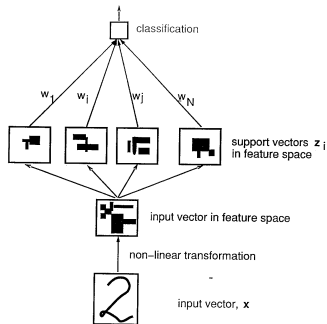 classification
w1
wi
wj
wN
support vectors zi
in feature space
input vector in feature space
non-linear transformation
2
input vector, x